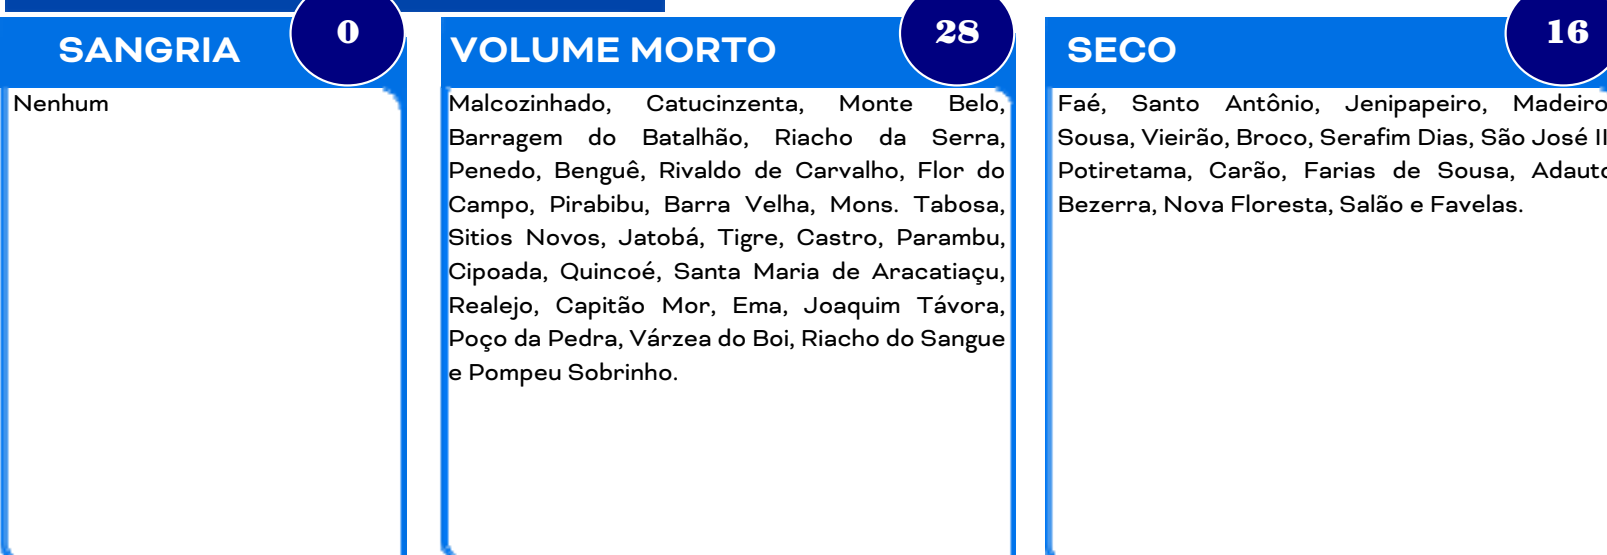 SANGRIA
0
Nenhum
VOLUME MORTO
28
Malcozinhado, Catucinzenta, Monte Belo,
Barragem do Batalhão, Riacho da Serra,
Penedo, Benguê, Rivaldo de Carvalho, Flor do
Campo, Pirabibu, Barra Velha, Mons. Tabosa,
Sitios Novos, Jatobá, Tigre, Castro, Parambu,
Cipoada, Quincoé, Santa Maria de Aracatiaçu,
Realejo, Capitão Mor, Ema, Joaquim Távora,
Poço da Pedra, Várzea do Boi, Riacho do Sangue
e Pompeu Sobrinho.
SECO
16
Faé, Santo Antônio, Jenipapeiro, Madeiro
Sousa, Vieirão, Broco, Serafim Dias, São José II
Potiretama, Carão, Farias de Sousa, Adauto
Bezerra, Nova Floresta, Salão e Favelas.